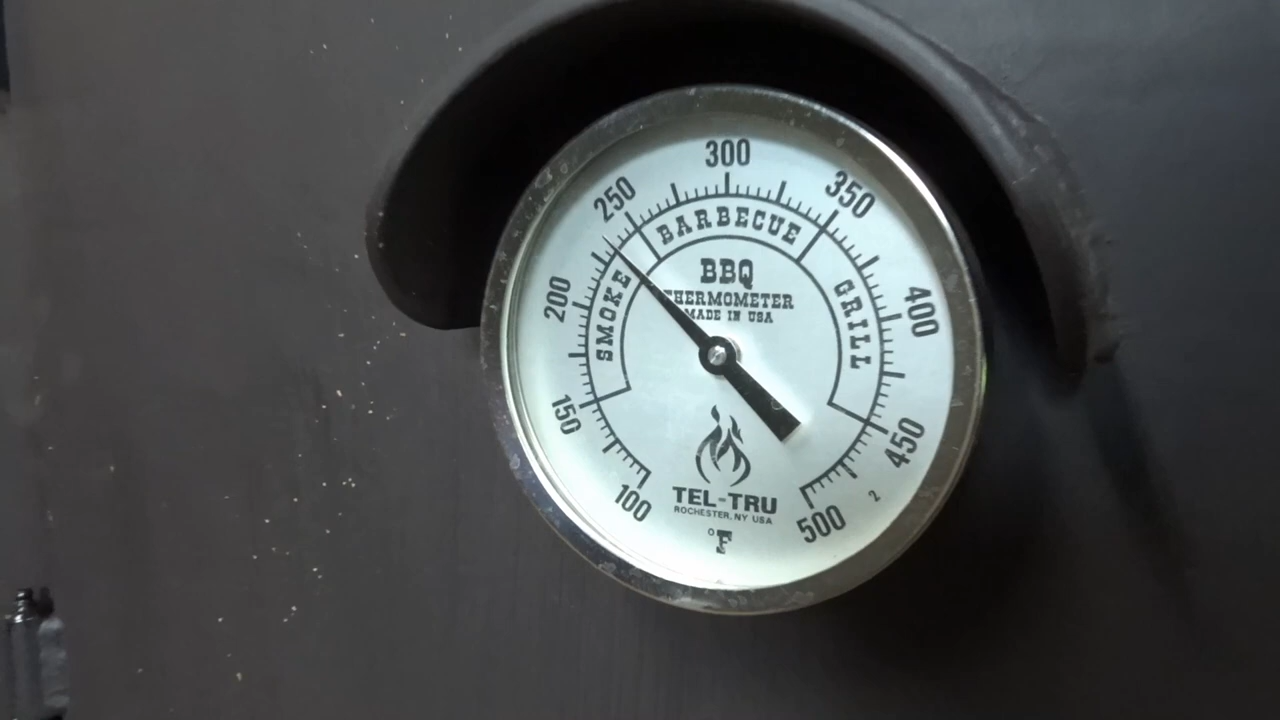 300
250
350
BARBECUE
200
SMOKE
BBQ
THERMOMETER
MADE IN USA
GRILL
400
150
450
100
TEL-TRU
ROCHESTER, NY USA
500
2
°F